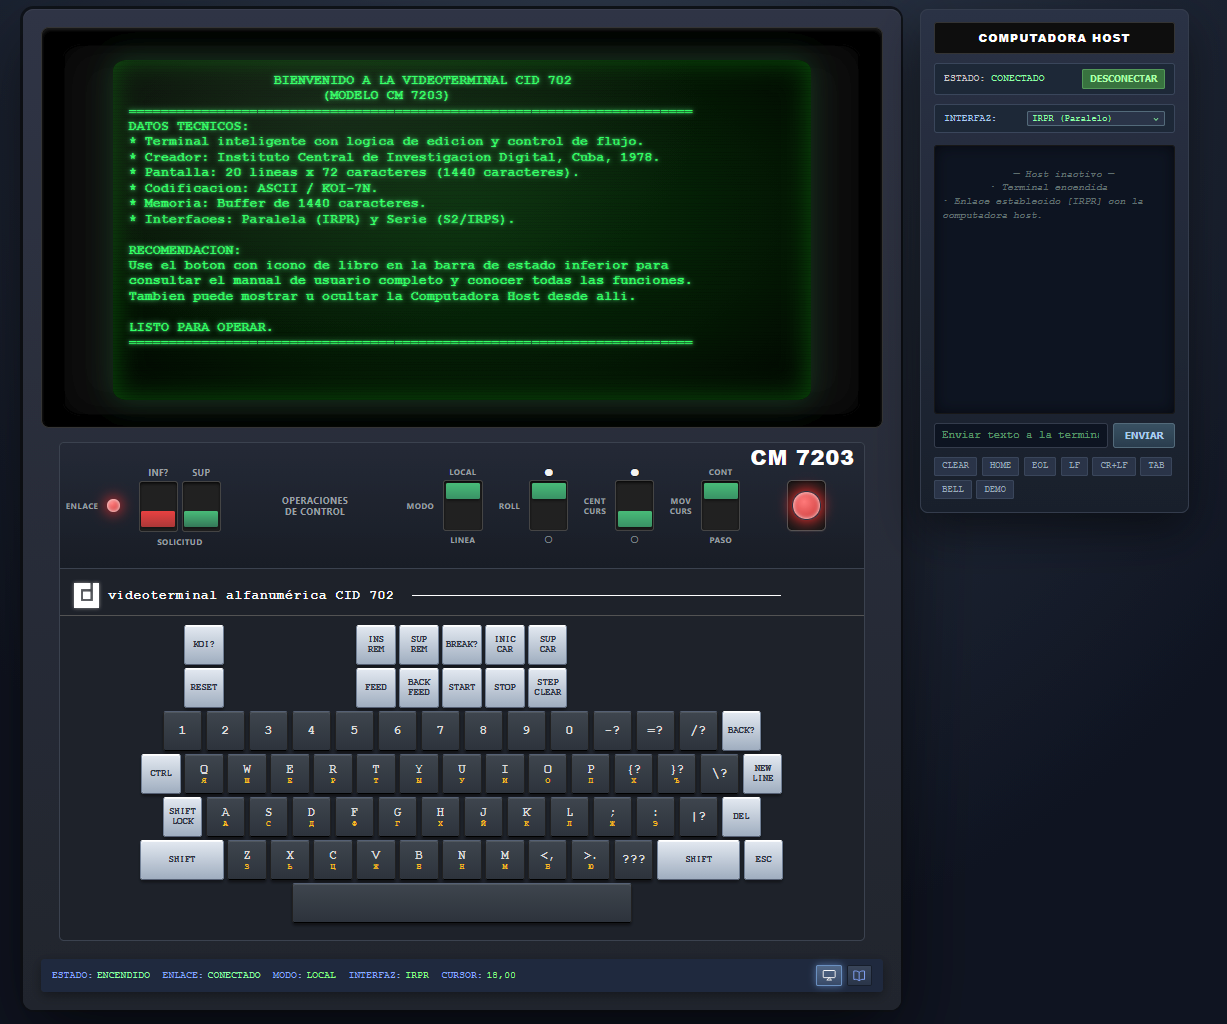 BIENVENIDO A LA VIDEOTERMINAL CID 702
(MODELO CM 7203)
DATOS TECNICOS:
* Terminal inteligente con logica de edicion y control de flujo.
* Creador: Instituto Central de Investigacion Digital, Cuba, 1978.
* Pantalla: 20 lineas x 72 caracteres (1440 caracteres).
* Codificacion: ASCII / KOI-7N.
* Memoria: Buffer de 1440 caracteres.
* Interfaces: Paralela (IRPR) y Serie (S2/IRPS).
RECOMENDACION:
Use el boton con icono de libro en la barra de estado inferior para
consultar el manual de usuario completo y conocer todas las funciones.
Tambien puede mostrar u ocultar la Computadora Host desde alli.
LISTO PARA OPERAR.
CM 7203
INF? SUP
ENLACE
SOLICITUD
OPERACIONES
DE CONTROL
LOCAL
MODO
LINEA
ROLL
CENT
CURS
CONT
MOV
CURS
PASO
d videoterminal alfanumérica CID 702
KOI? INS REM SUP REM BREAK? INIC CAR SUP CAR
RESET FEED BACK FEED START STOP STEP CLEAR
1 2 3 4 5 6 7 8 9 0 -? =? /? BACK?
CTRL Q Я W Ш E Е R Р T Т Y Ы U У I И O О P П {? Х }? Ъ \? NEW LINE
SHIFT LOCK A А S С D Д F Ф G Г H Х J Й K К L Л ; Ж : Э |? DEL
SHIFT Z З X Ь C Ц V Ж B В N Н M М <, Б >. Ю ??? SHIFT ESC
ESTADO: ENCENDIDO ENLACE: CONECTADO MODO: LOCAL INTERFAZ: IRPR CURSOR: 18,00
COMPUTADORA HOST
ESTADO: CONECTADO DESCONECTAR
INTERFAZ: IRPR (Paralelo)
— Host inactivo —
· Terminal encendida
· Enlace establecido [IRPR] con la
computadora host.
Enviar texto a la termin ENVIAR
CLEAR HOME EOL LF CR+LF TAB
BELL DEMO